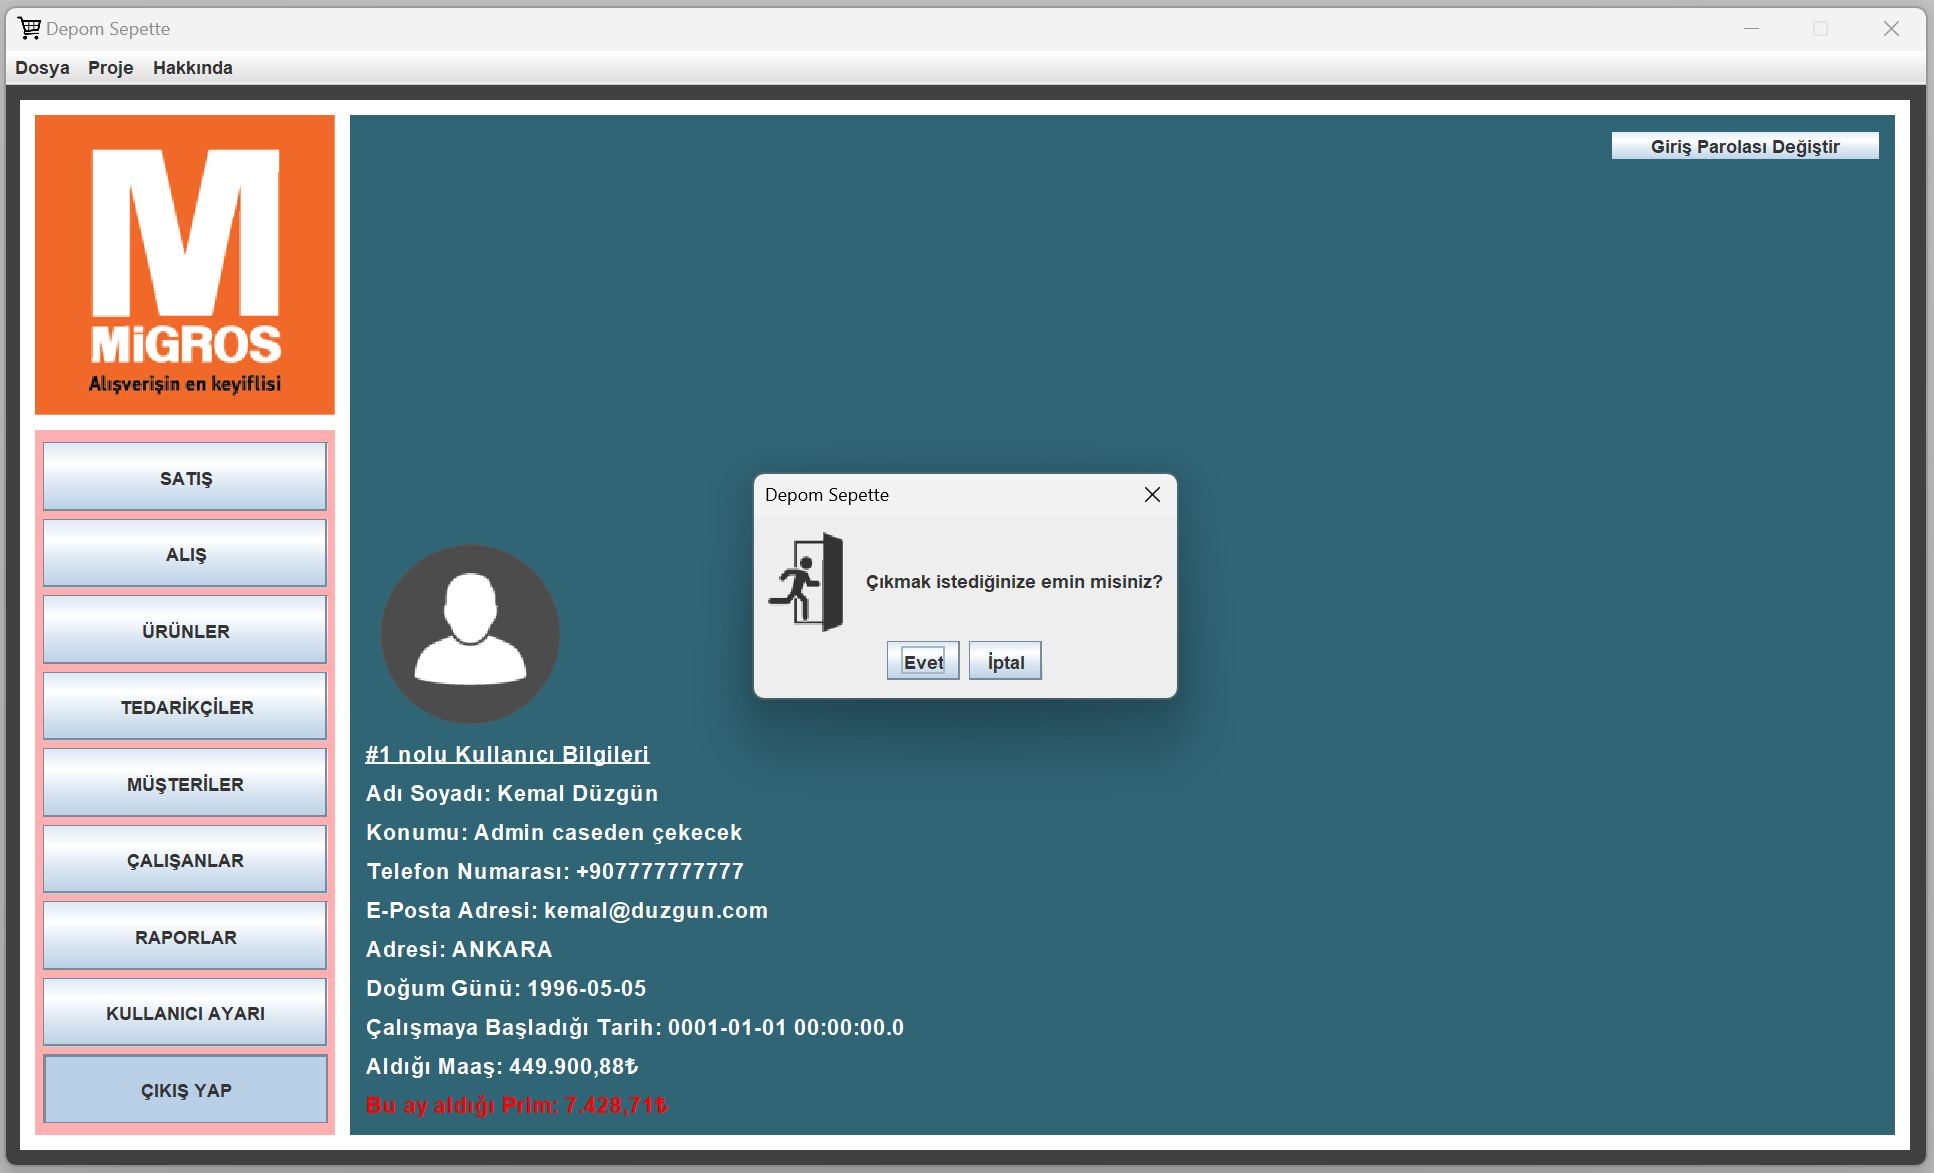 Depom Sepette
Dosya Proje Hakkında
Giriş Parolası Değiştir
M
MiGROS
Alışverişin en keyiflisi
SATIŞ
ALIŞ
ÜRÜNLER
TEDARİKÇİLER
MÜŞTERİLER
ÇALIŞANLAR
RAPORLAR
KULLANICI AYARI
ÇIKIŞ YAP
Depom Sepette
Çıkmak istediğinize emin misiniz?
Evet İptal
#1 nolu Kullanıcı Bilgileri
Adı Soyadı: Kemal Düzgün
Konumu: Admin caseden çekecek
Telefon Numarası: +907777777777
E-Posta Adresi: kemal@duzgun.com
Adresi: ANKARA
Doğum Günü: 1996-05-05
Çalışmaya Başladığı Tarih: 0001-01-01 00:00:00.0
Aldığı Maaş: 449.900,88₺
Bu ay aldığı Prim: 7.428,71₺